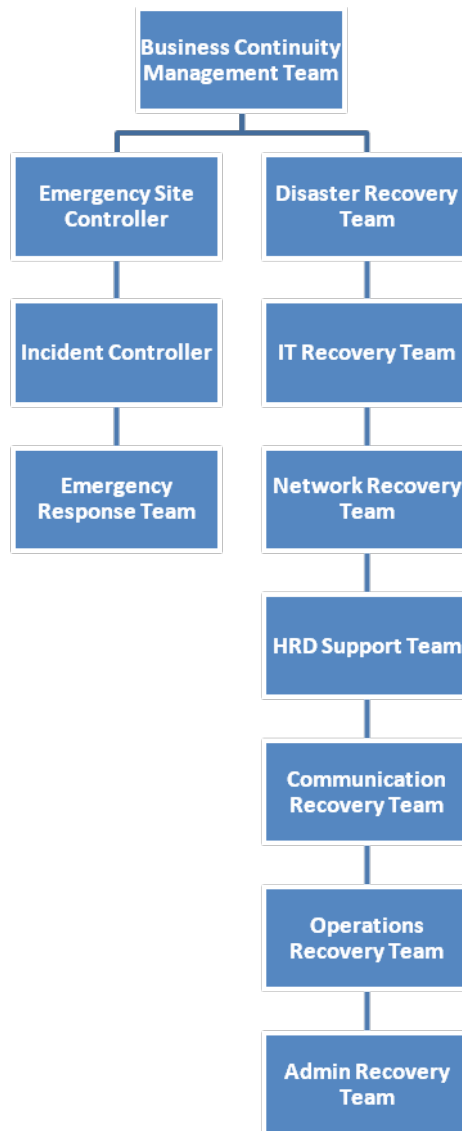 Business Continuity
Management Team
Emergency Site
Controller
Disaster Recovery
Team
Incident Controller
IT Recovery Team
Emergency
Response Team
Network Recovery
Team
HRD Support Team
Communication
Recovery Team
Operations
Recovery Team
Admin Recovery
Team